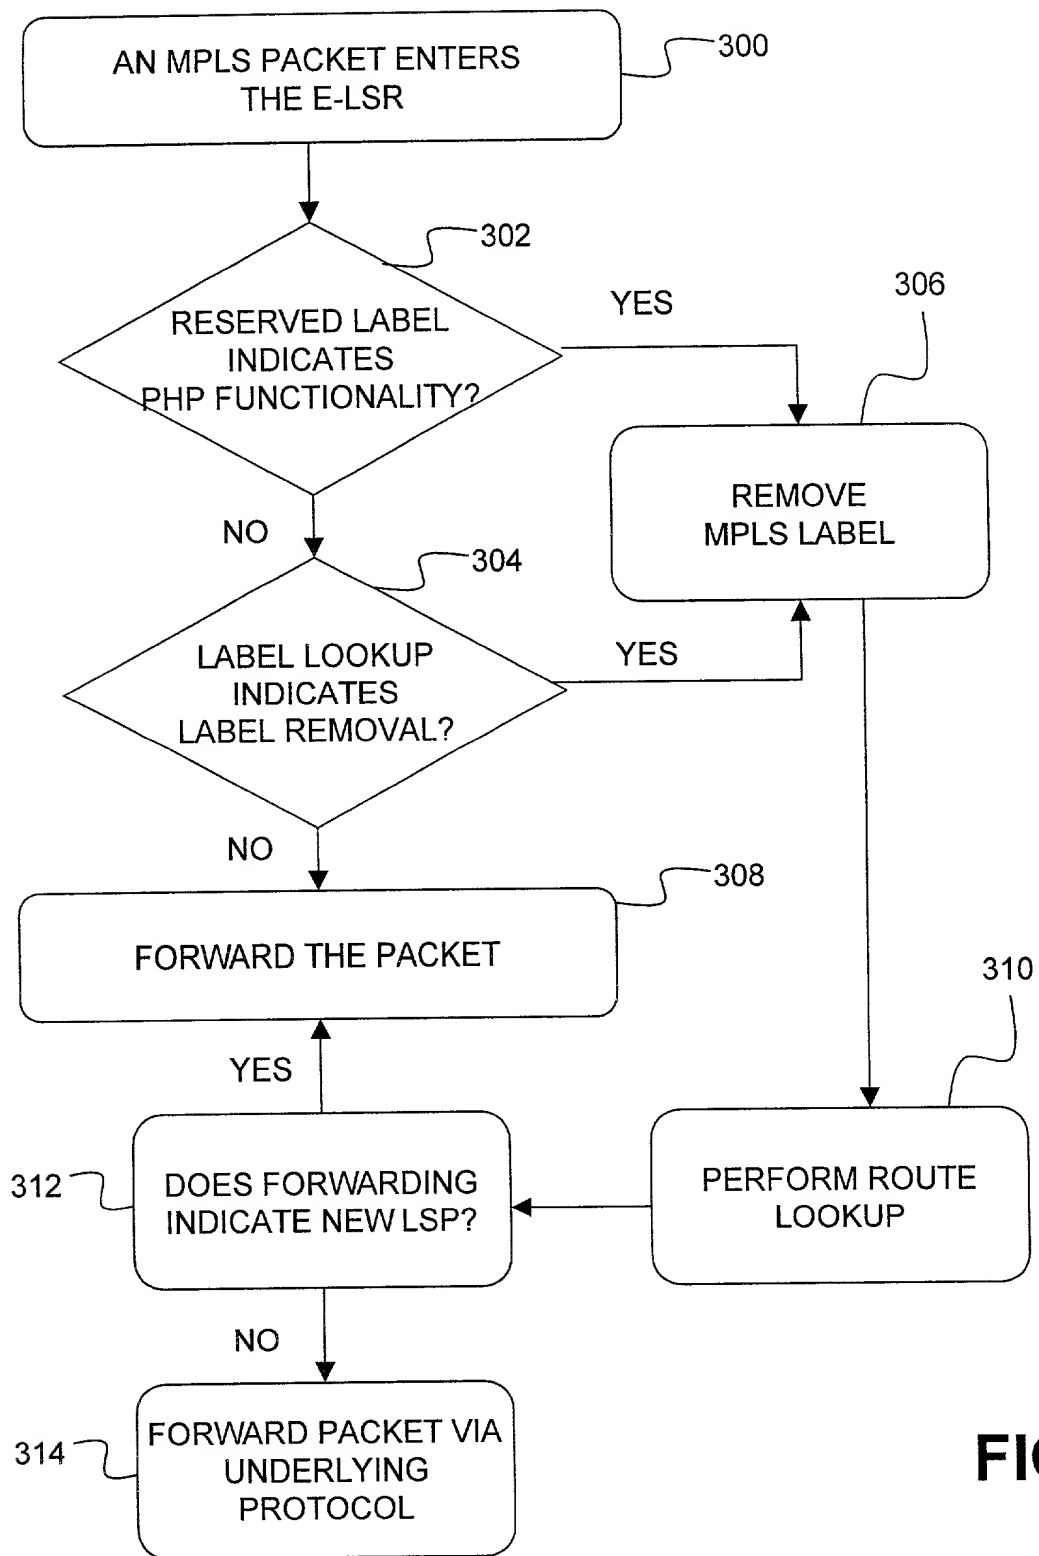 AN MPLS PACKET ENTERS
THE E-LSR
300
302
RESERVED LABEL
INDICATES
PHP FUNCTIONALITY?
YES
306
REMOVE
MPLS LABEL
NO
304
LABEL LOOKUP
INDICATES
LABEL REMOVAL?
YES
NO
308
FORWARD THE PACKET
310
YES
312
DOES FORWARDING
INDICATE NEW LSP?
PERFORM ROUTE
LOOKUP
NO
314
FORWARD PACKET VIA
UNDERLYING
PROTOCOL